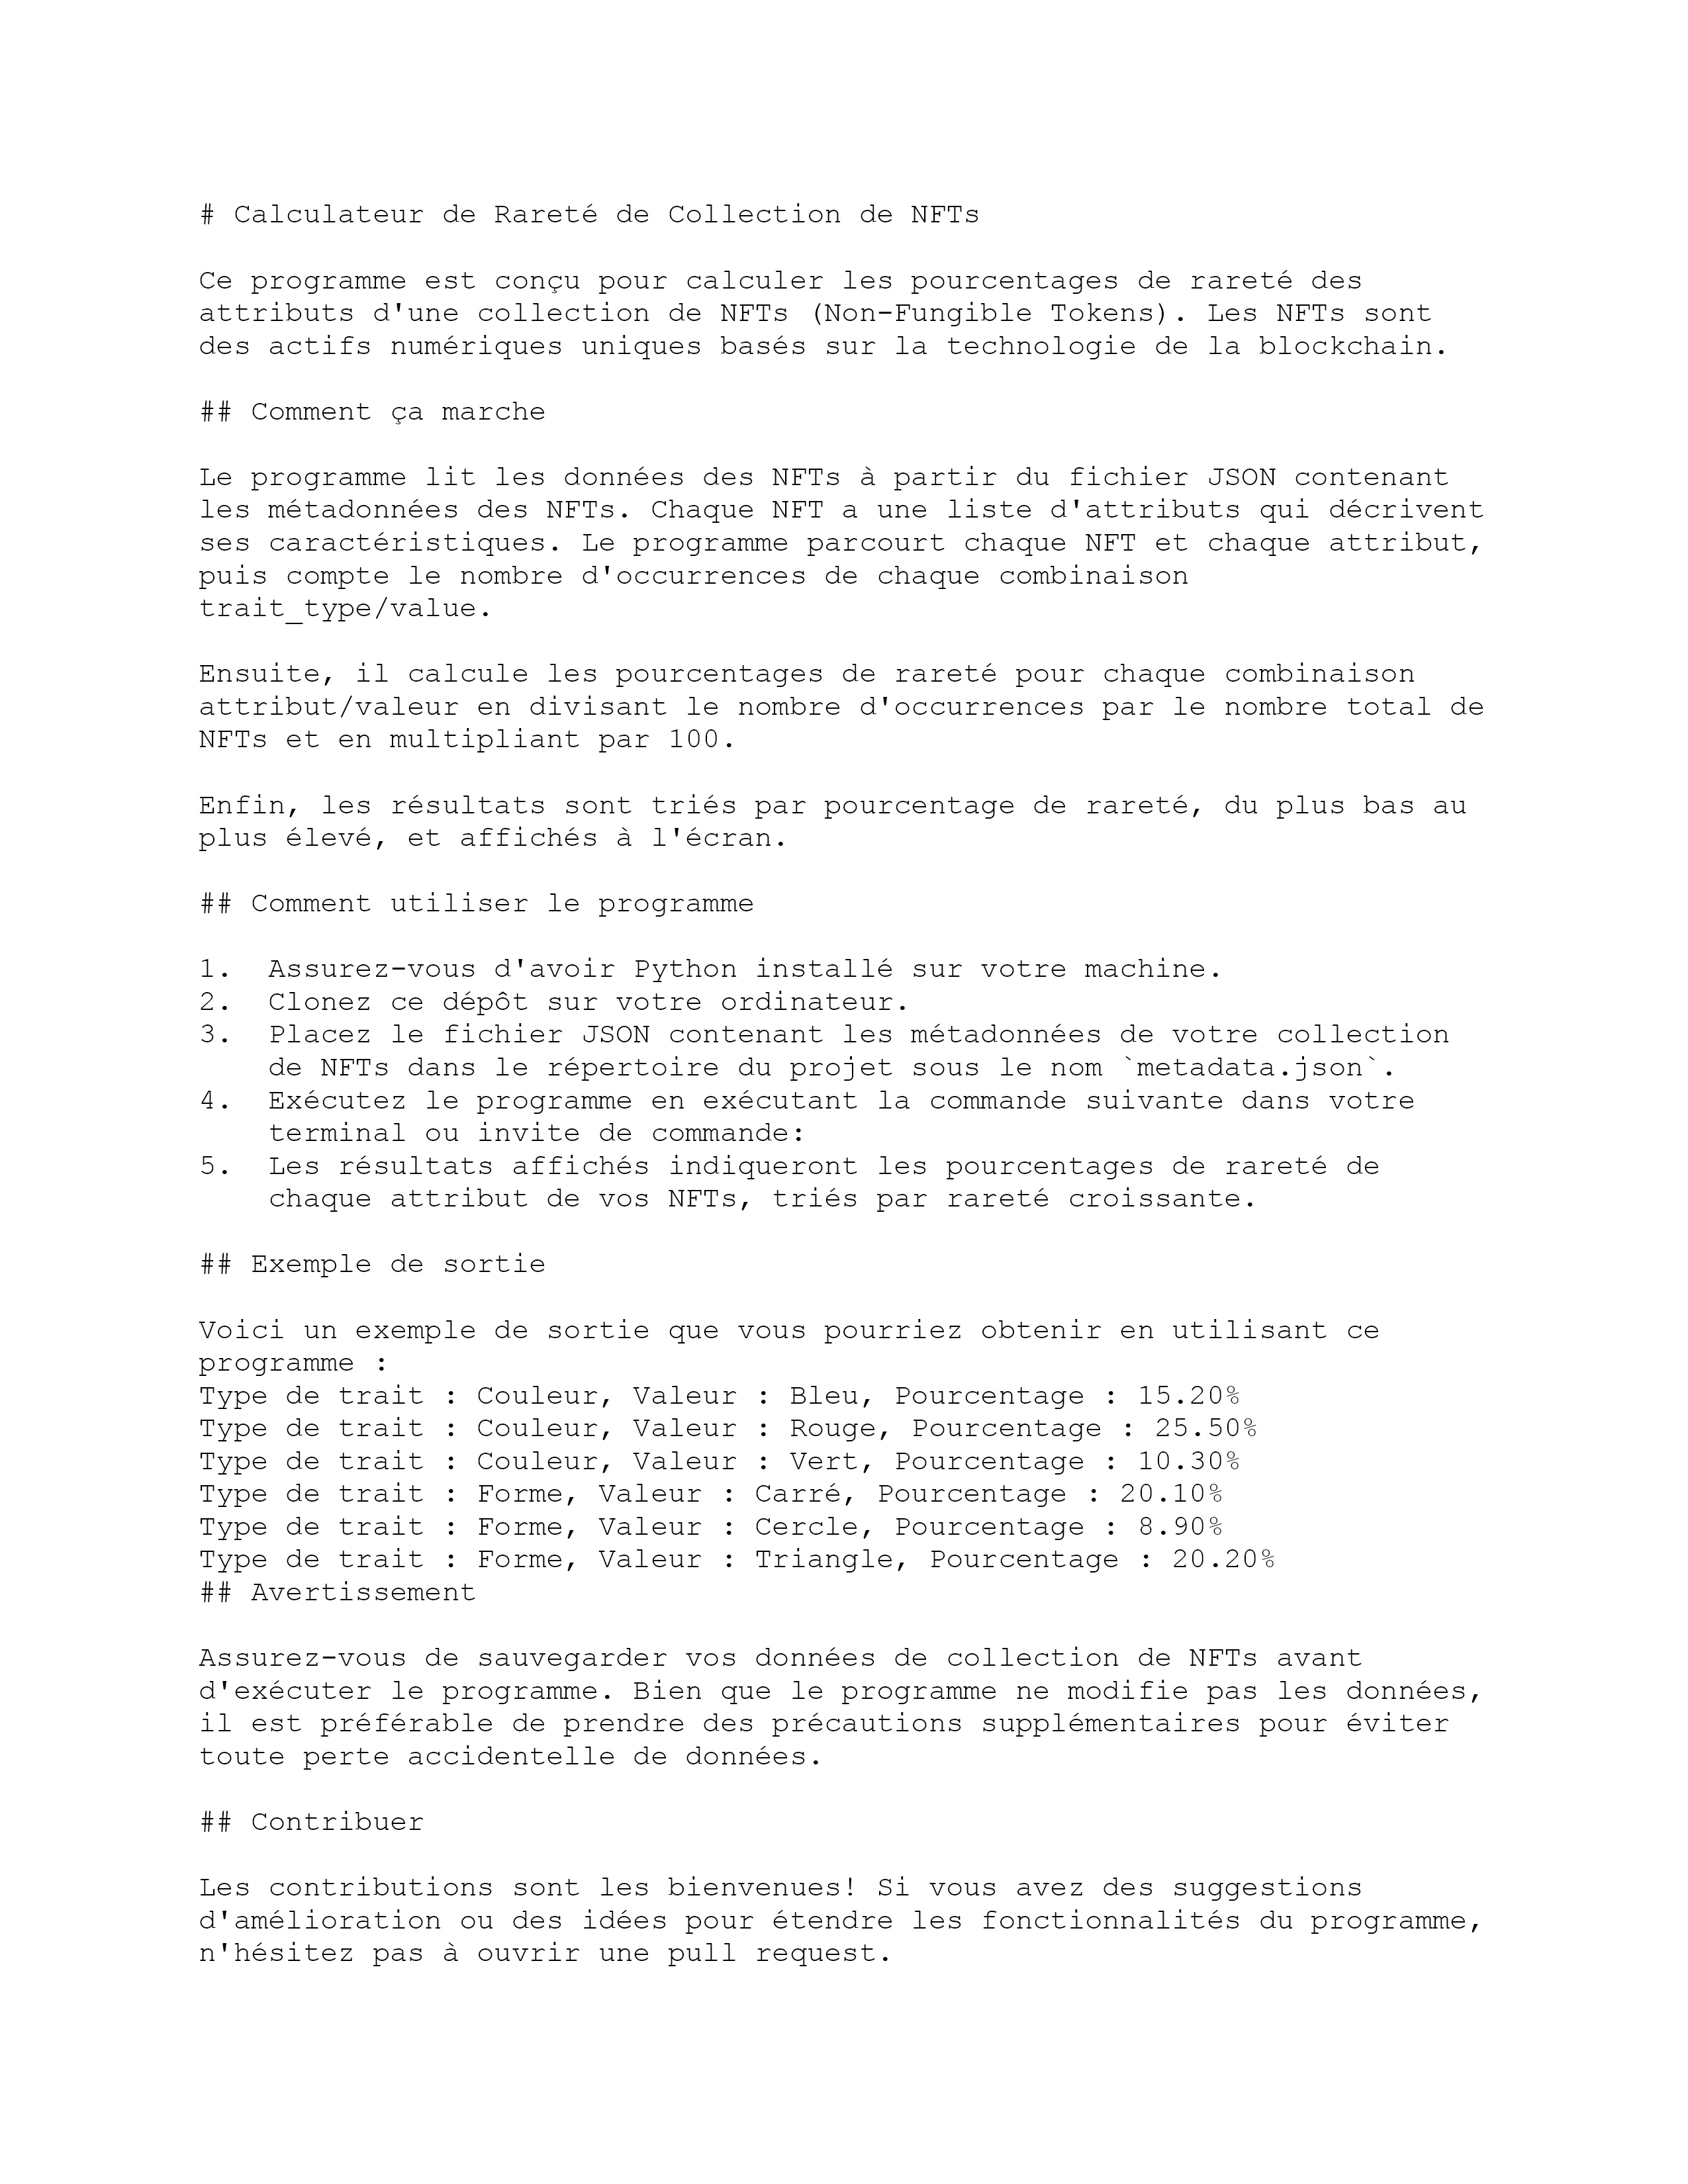 # Calculateur de Rareté de Collection de NFTs
Ce programme est conçu pour calculer les pourcentages de rareté des
attributs d'une collection de NFTs (Non-Fungible Tokens). Les NFTs sont
des actifs numériques uniques basés sur la technologie de la blockchain.
## Comment ça marche
Le programme lit les données des NFTs à partir du fichier JSON contenant
les métadonnées des NFTs. Chaque NFT a une liste d'attributs qui décrivent
ses caractéristiques. Le programme parcourt chaque NFT et chaque attribut,
puis compte le nombre d'occurrences de chaque combinaison
trait_type/value.
Ensuite, il calcule les pourcentages de rareté pour chaque combinaison
attribut/valeur en divisant le nombre d'occurrences par le nombre total de
NFTs et en multipliant par 100.
Enfin, les résultats sont triés par pourcentage de rareté, du plus bas au
plus élevé, et affichés à l'écran.
## Comment utiliser le programme
1. Assurez-vous d'avoir Python installé sur votre machine.
2. Clonez ce dépôt sur votre ordinateur.
3. Placez le fichier JSON contenant les métadonnées de votre collection
de NFTs dans le répertoire du projet sous le nom `metadata.json`.
4. Exécutez le programme en exécutant la commande suivante dans votre
terminal ou invite de commande:
5. Les résultats affichés indiqueront les pourcentages de rareté de
chaque attribut de vos NFTs, triés par rareté croissante.
## Exemple de sortie
Voici un exemple de sortie que vous pourriez obtenir en utilisant ce
programme :
Type de trait : Couleur, Valeur : Bleu, Pourcentage : 15.20%
Type de trait : Couleur, Valeur : Rouge, Pourcentage : 25.50%
Type de trait : Couleur, Valeur : Vert, Pourcentage : 10.30%
Type de trait : Forme, Valeur : Carré, Pourcentage : 20.10%
Type de trait : Forme, Valeur : Cercle, Pourcentage : 8.90%
Type de trait : Forme, Valeur : Triangle, Pourcentage : 20.20%
## Avertissement
Assurez-vous de sauvegarder vos données de collection de NFTs avant
d'exécuter le programme. Bien que le programme ne modifie pas les données,
il est préférable de prendre des précautions supplémentaires pour éviter
toute perte accidentelle de données.
## Contribuer
Les contributions sont les bienvenues! Si vous avez des suggestions
d'amélioration ou des idées pour étendre les fonctionnalités du programme,
n'hésitez pas à ouvrir une pull request.